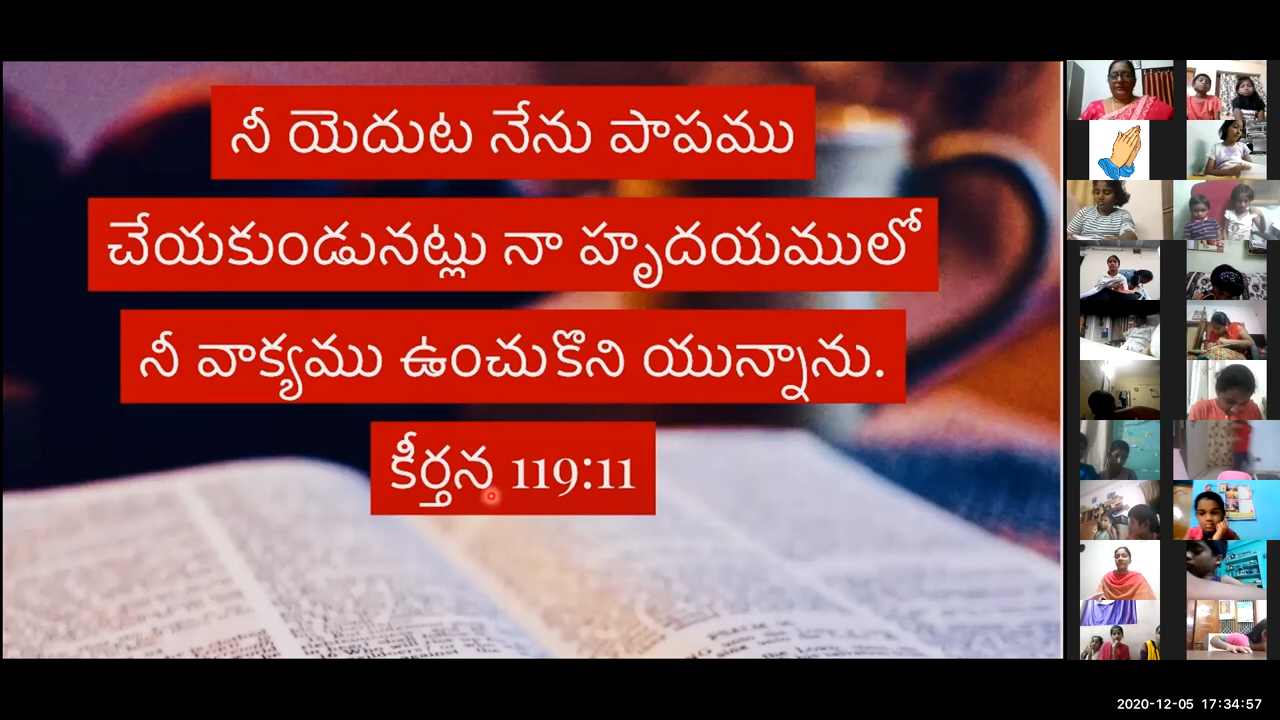 నీ యెదుట నేను పాపము
చేయకుండునట్లు నా హృదయములో
నీ వాక్యము ఉంచుకొని యున్నాను.
కీర్తన 119:11
2020-12-05 17:34:57